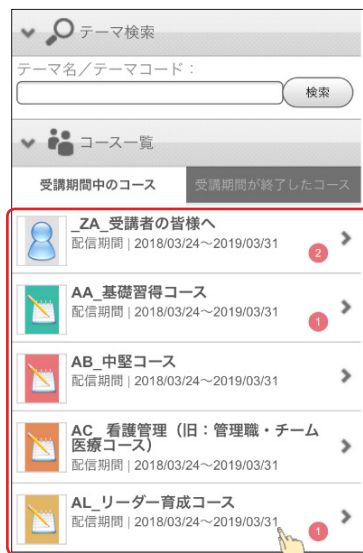 テーマ検索
テーマ名／テーマコード：
検索
コース一覧
受講期間中のコース
受講期間が終了したコース
_ZA_受講者の皆様へ
配信期間 | 2018/03/24～2019/03/31
2
AA_基礎習得コース
配信期間 | 2018/03/24～2019/03/31
1
AB_中堅コース
配信期間 | 2018/03/24～2019/03/31
AC_看護管理（旧：管理職・チーム
医療コース）
配信期間 | 2018/03/24～2019/03/31
AL_リーダー育成コース
配信期間 | 2018/03/24～2019/03/31
1